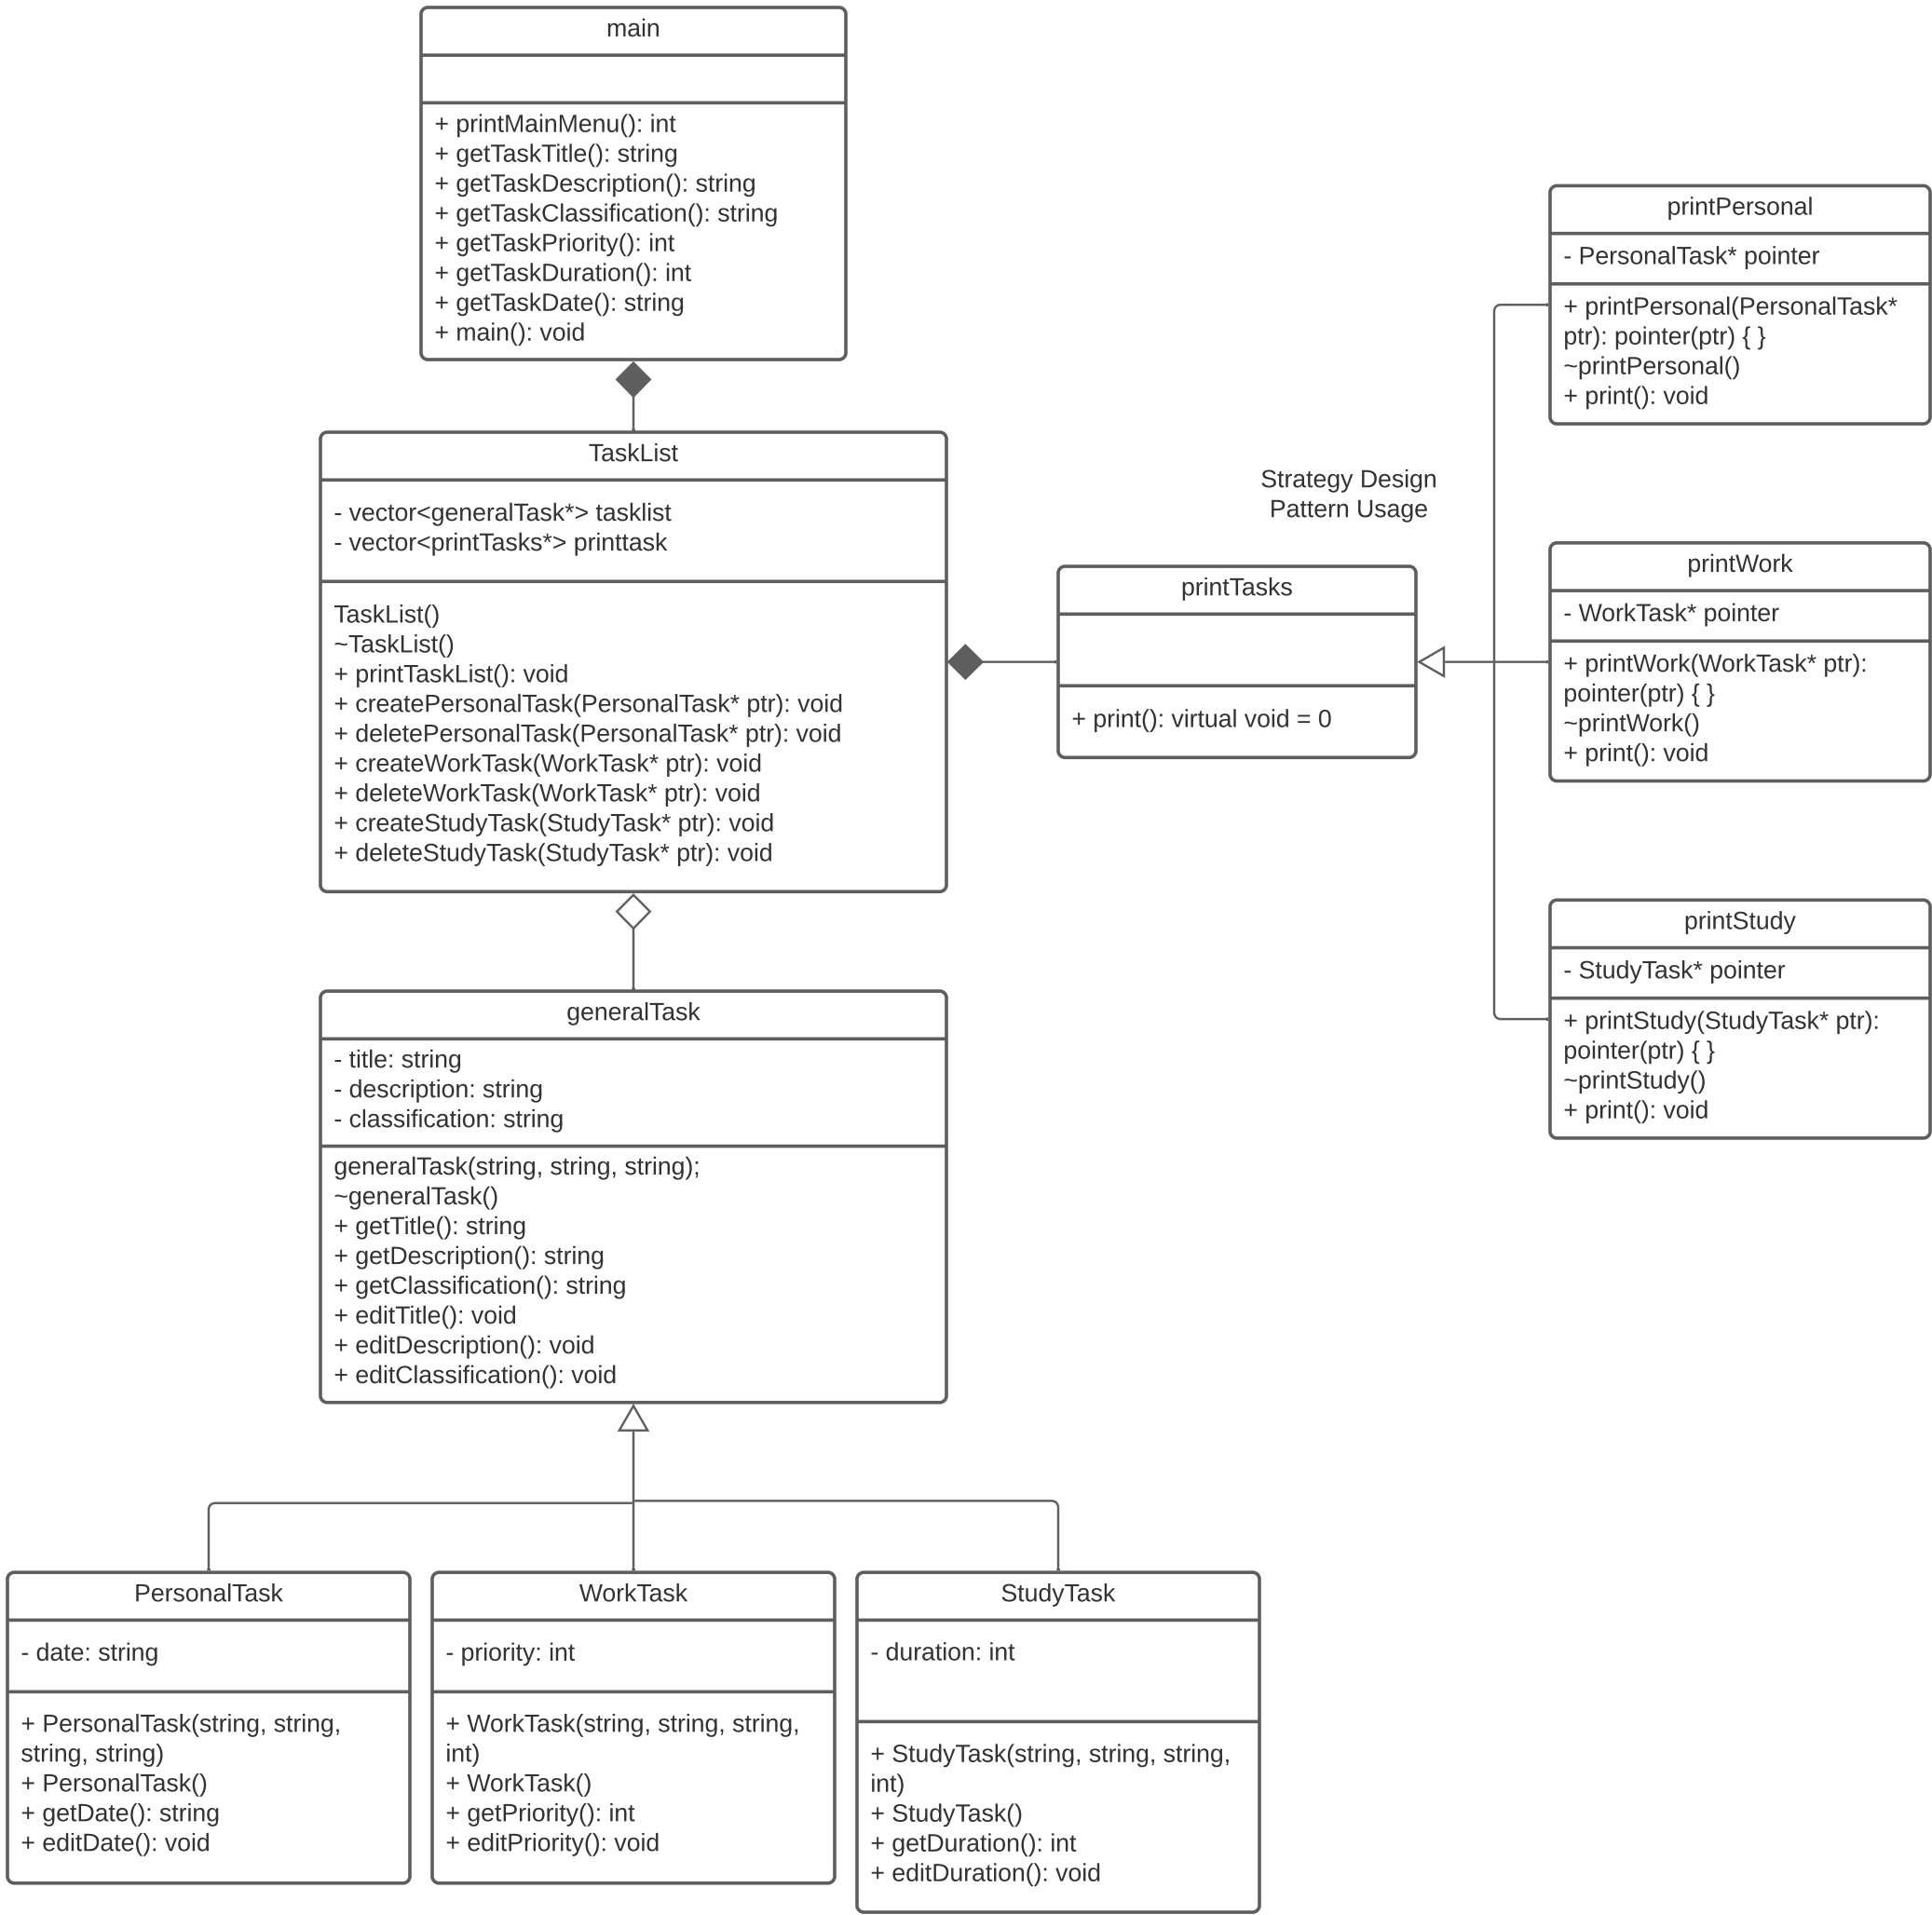 main
+ printMainMenu(): int
+ getTaskTitle(): string
+ getTaskDescription(): string
+ getTaskClassification(): string
+ getTaskPriority(): int
+ getTaskDuration(): int
+ getTaskDate(): string
+ main(): void
TaskList
- vector<generalTask*> tasklist
- vector<printTasks*> printtask
TaskList()
~TaskList()
+ printTaskList(): void
+ createPersonalTask(PersonalTask* ptr): void
+ deletePersonalTask(PersonalTask* ptr): void
+ createWorkTask(WorkTask* ptr): void
+ deleteWorkTask(WorkTask* ptr): void
+ createStudyTask(StudyTask* ptr): void
+ deleteStudyTask(StudyTask* ptr): void
Strategy Design
Pattern Usage
printTasks
+ print(): virtual void = 0
printPersonal
- PersonalTask* pointer
+ printPersonal(PersonalTask*
ptr): pointer(ptr) { }
~printPersonal()
+ print(): void
printWork
- WorkTask* pointer
+ printWork(WorkTask* ptr):
pointer(ptr) { }
~printWork()
+ print(): void
printStudy
- StudyTask* pointer
+ printStudy(StudyTask* ptr):
pointer(ptr) { }
~printStudy()
+ print(): void
generalTask
- title: string
- description: string
- classification: string
generalTask(string, string, string);
~generalTask()
+ getTitle(): string
+ getDescription(): string
+ getClassification(): string
+ editTitle(): void
+ editDescription(): void
+ editClassification(): void
PersonalTask
- date: string
+ PersonalTask(string, string,
string, string)
+ PersonalTask()
+ getDate(): string
+ editDate(): void
WorkTask
- priority: int
+ WorkTask(string, string, string,
int)
+ WorkTask()
+ getPriority(): int
+ editPriority(): void
StudyTask
- duration: int
+ StudyTask(string, string, string,
int)
+ StudyTask()
+ getDuration(): int
+ editDuration(): void